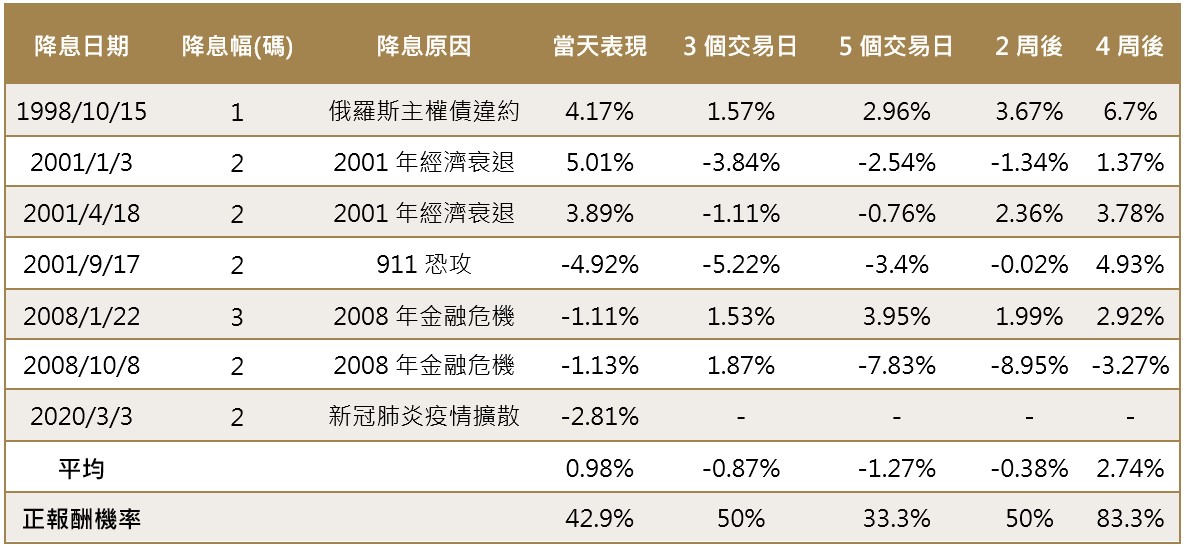 降息日期 降息幅(碼) 降息原因 當天表現 3 個交易日 5 個交易日 2 周後 4 周後
1998/10/15 1 俄羅斯主權債違約 4.17% 1.57% 2.96% 3.67% 6.7%
2001/1/3 2 2001 年經濟衰退 5.01% -3.84% -2.54% -1.34% 1.37%
2001/4/18 2 2001 年經濟衰退 3.89% -1.11% -0.76% 2.36% 3.78%
2001/9/17 2 911 恐攻 -4.92% -5.22% -3.4% -0.02% 4.93%
2008/1/22 3 2008 年金融危機 -1.11% 1.53% 3.95% 1.99% 2.92%
2008/10/8 2 2008 年金融危機 -1.13% 1.87% -7.83% -8.95% -3.27%
2020/3/3 2 新冠肺炎疫情擴散 -2.81% - - - -
平均 0.98% -0.87% -1.27% -0.38% 2.74%
正報酬機率 42.9% 50% 33.3% 50% 83.3%